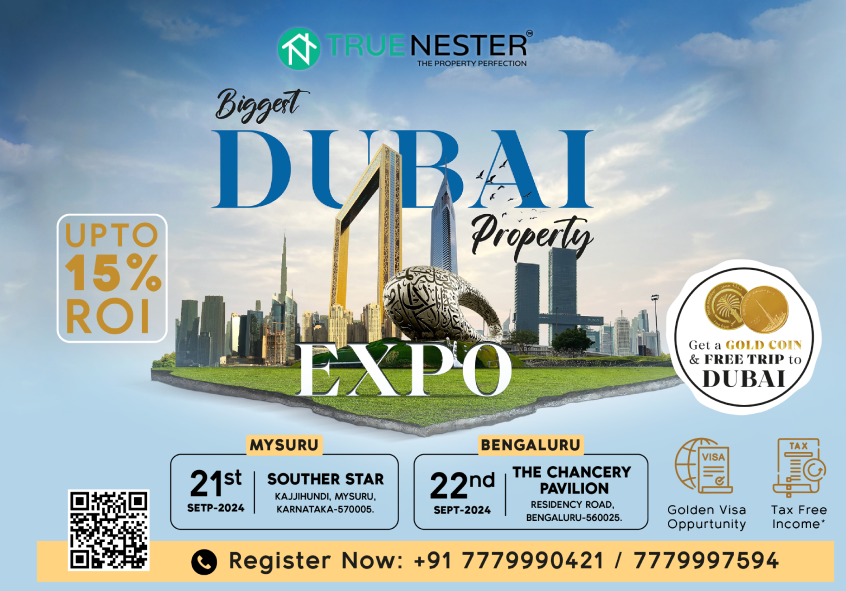 TRUENESTER TM
THE PROPERTY PERFECTION
Biggest
DUBAI
Property
EXPO
UPTO
15%
ROI
Get a GOLD COIN
& FREE TRIP to
DUBAI
MYSURU
21st
SETP-2024
SOUTHER STAR
KAJJIHUNDI, MYSURU,
KARNATAKA-570005.
BENGALURU
22nd
SEPT-2024
THE CHANCERY
PAVILION
RESIDENCY ROAD,
BENGALURU-560025.
VISA
Golden Visa
Oppurtunity
TAX
Tax Free
Income*
Register Now: +91 7779990421 / 7779997594